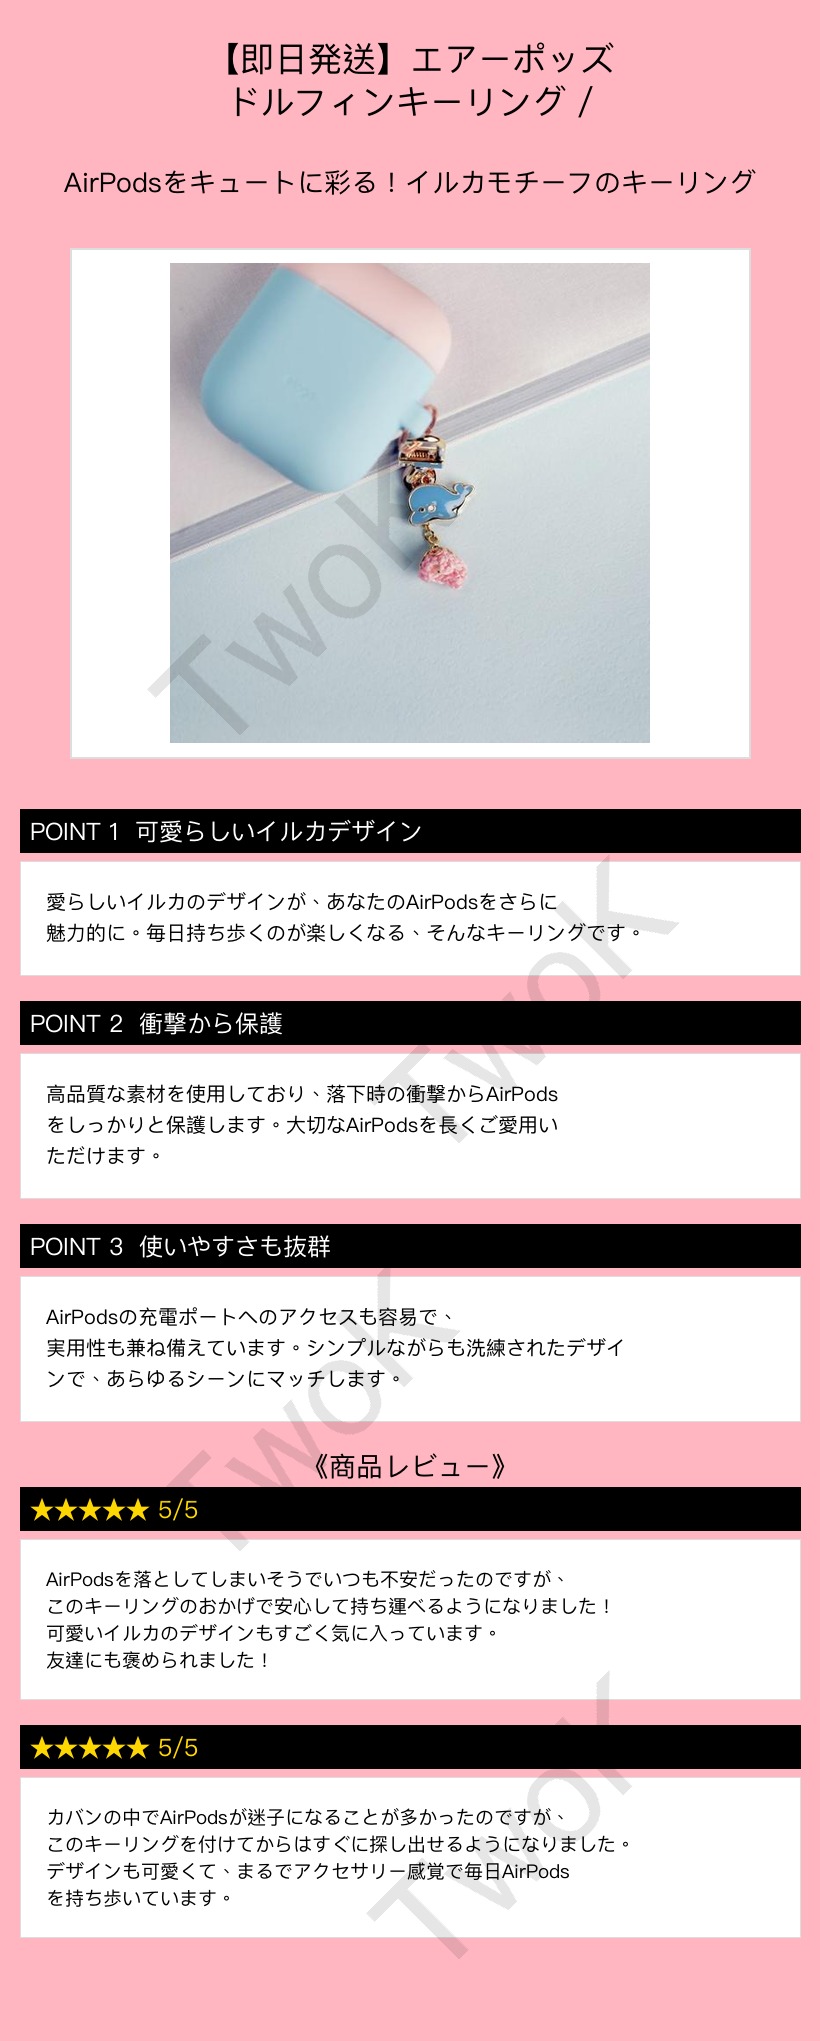 【即日発送】エアーポッズ
ドルフィンキーリング /
AirPodsをキュートに彩る！イルカモチーフのキーリング
TwoK
POINT 1 可愛らしいイルカデザイン
愛らしいイルカのデザインが、あなたのAirPodsをさらに
魅力的に。毎日持ち歩くのが楽しくなる、そんなキーリングです。
TwoK
POINT 2 衝撃から保護
高品質な素材を使用しており、落下時の衝撃からAirPods
をしっかりと保護します。大切なAirPodsを長くご愛用い
ただけます。
POINT 3 使いやすさも抜群
AirPodsの充電ポートへのアクセスも容易で、
実用性も兼ね備えています。シンプルながらも洗練されたデザイ
ンで、あらゆるシーンにマッチします。
TwoK
《商品レビュー》
★★★★★ 5/5
AirPodsを落としてしまいそうでいつも不安だったのですが、
このキーリングのおかげで安心して持ち運べるようになりました！
可愛いイルカのデザインもすごく気に入っています。
友達にも褒められました！
★★★★★ 5/5
カバンの中でAirPodsが迷子になることが多かったのですが、
このキーリングを付けてからはすぐに探し出せるようになりました。
デザインも可愛くて、まるでアクセサリー感覚で毎日AirPods
を持ち歩いています。
TwoK